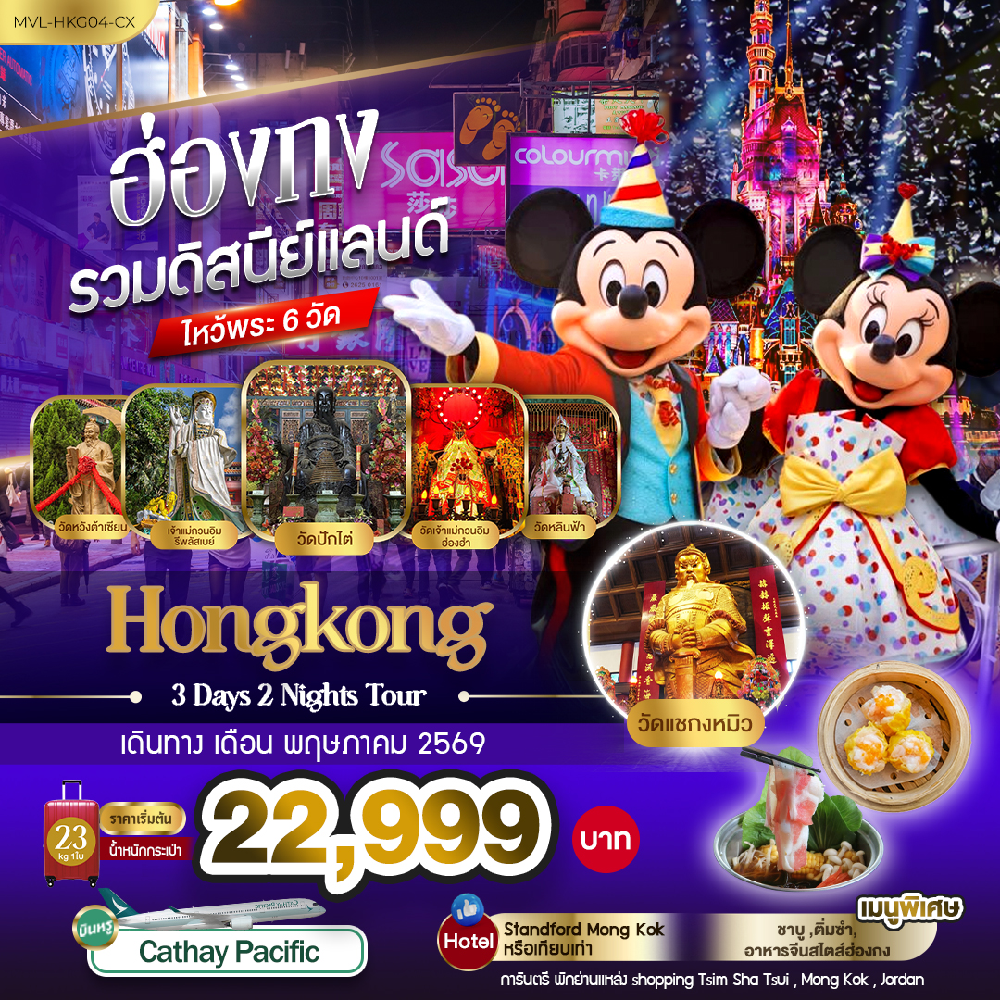 MVL-HKG04-CX
ฮ่องกง
รวมดิสนีย์แลนด์
ไหว้พระ 6 วัด
sasa
莎莎
COLOURMI
卡莎
วัดหวังต้าเซียน
เจ้าแม่กวนอิม
รีพลัสเบย์
วัดปักไต่
วัดเจ้าแม่กวนอิม
ฮ่องฮำ
วัดหลินฟ้า
Hongkong
3 Days 2 Nights Tour
เดินทาง เดือน พฤษภาคม 2569
วัดแชกงหมิว
23
kg 1ใบ
ราคาเริ่มต้น
น้ำหนักกระเป๋า
22,999
บาท
บินหรู
Cathay Pacific
Hotel
Standford Mong Kok
หรือเทียบเท่า
เมนูพิเศษ
ชาบู ,ติ่มซำ,
อาหารจีนสไตล์ฮ่องกง
การันตรี พักย่านแหล่ง shopping Tsim Sha Tsui , Mong Kok , Jordan